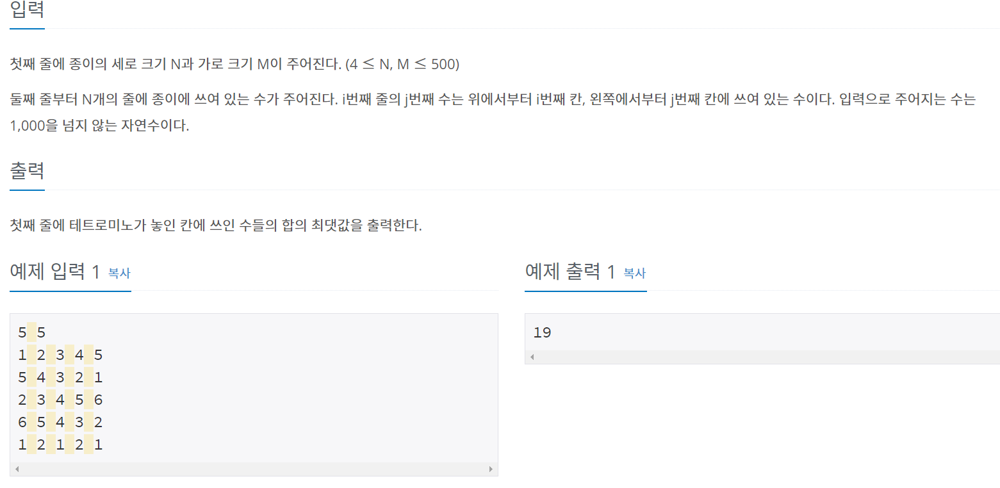 입력
첫째 줄에 종이의 세로 크기 N과 가로 크기 M이 주어진다. (4 ≤ N, M ≤ 500)
둘째 줄부터 N개의 줄에 종이에 쓰여 있는 수가 주어진다. i번째 줄의 j번째 수는 위에서부터 i번째 칸, 왼쪽에서부터 j번째 칸에 쓰여 있는 수이다. 입력으로 주어지는 수는
1,000을 넘지 않는 자연수이다.
출력
첫째 줄에 테트로미노가 놓인 칸에 쓰인 수들의 합의 최댓값을 출력한다.
예제 입력 1 복사
5 5
1 2 3 4 5
5 4 3 2 1
2 3 4 5 6
6 5 4 3 2
1 2 1 2 1
예제 출력 1 복사
19